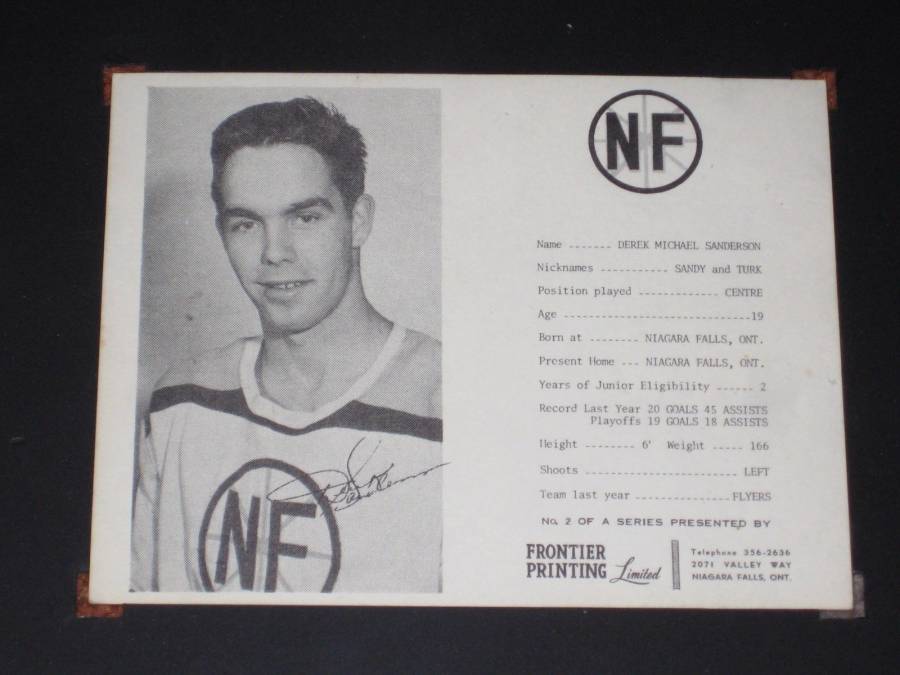 NF
Name ------- DEREK MICHAEL SANDERSON
Nicknames ----------- SANDY and TURK
Position played ------------- CENTRE
Age ------------------------------19
Born at -------- NIAGARA FALLS, ONT.
Present Home --- NIAGARA FALLS, ONT.
Years of Junior Eligibility ------ 2
Record Last Year 20 GOALS 45 ASSISTS
Playoffs 19 GOALS 18 ASSISTS
Height -------- 6' Weight ----- 166
Shoots ------------------------ LEFT
Team last year ----------------FLYERS
No. 2 OF A SERIES PRESENTED BY
FRONTIER
PRINTING Limited
Telephone 356-2636
2071 VALLEY WAY
NIAGARA FALLS, ONT.
NF
Derek Sanderson